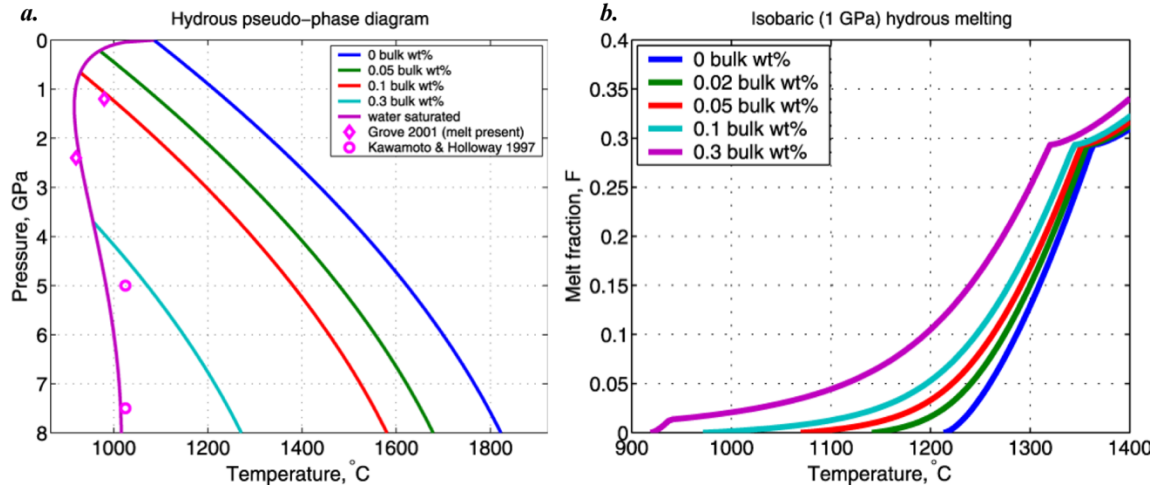 a.
Hydrous pseudo-phase diagram
0
1
2
3
4
5
6
7
8
Pressure, GPa
1000
1200
1400
1600
1800
Temperature, °C
0 bulk wt%
0.05 bulk wt%
0.1 bulk wt%
0.3 bulk wt%
water saturated
Grove 2001 (melt present)
Kawamoto & Holloway 1997
b.
Isobaric (1 GPa) hydrous melting
0.4
0.35
0.3
0.25
0.2
0.15
0.1
0.05
0
Melt fraction, F
900
1000
1100
1200
1300
1400
Temperature, °C
0 bulk wt%
0.02 bulk wt%
0.05 bulk wt%
0.1 bulk wt%
0.3 bulk wt%